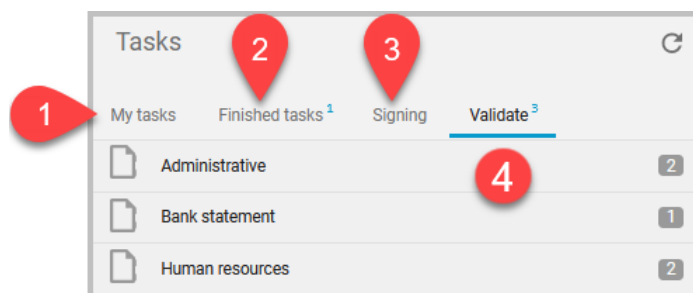 Tasks
2
3
1
My tasks Finished tasks 1 Signing Validate 3
Administrative 2
4
Bank statement 1
Human resources 2